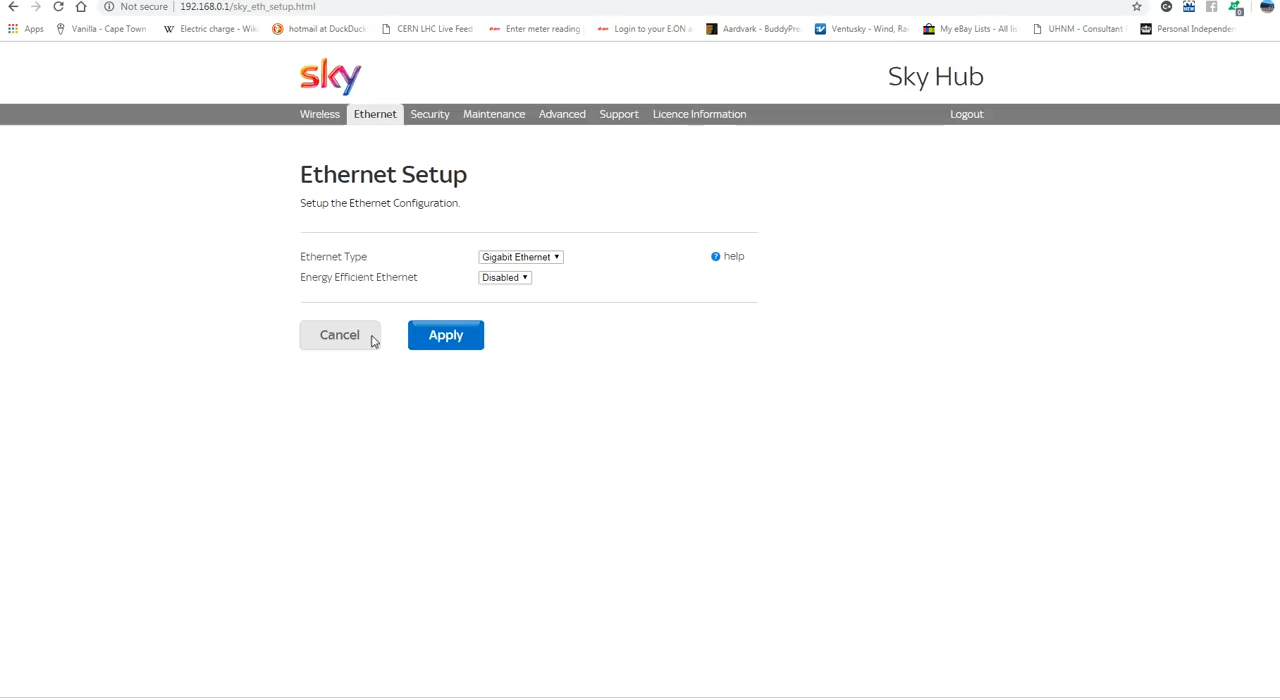 Not secure | 192.168.0.1/sky_eth_setup.html
Apps Vanilla - Cape Town Electric charge - Wik hotmail at DuckDuck CERN LHC Live Feed Enter meter reading Login to your E.ON a Aardvark - BuddyPre Ventusky - Wind, Ra My eBay Lists - All lis UHNM - Consultant Personal Independen
sky Sky Hub
Wireless Ethernet Security Maintenance Advanced Support Licence Information Logout
Ethernet Setup
Setup the Ethernet Configuration.
Ethernet Type Gigabit Ethernet ? help
Energy Efficient Ethernet Disabled
Cancel Apply